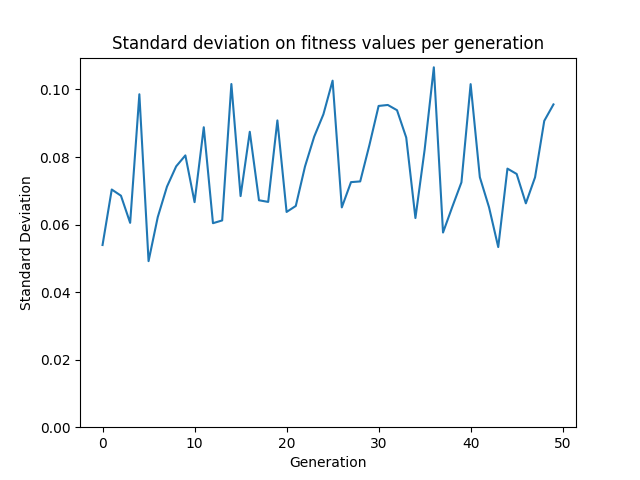 Standard deviation on fitness values per generation
Standard Deviation
0.10
0.08
0.06
0.04
0.02
0.00
0 10 20 30 40 50
Generation